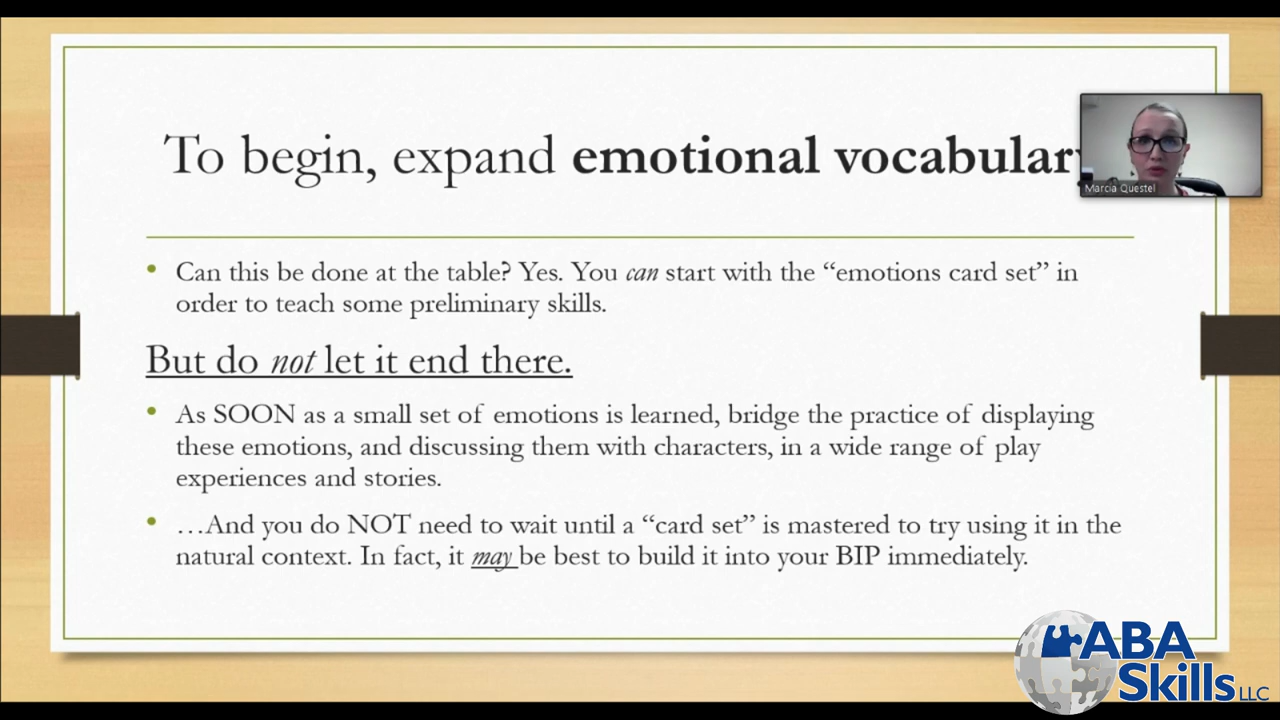 To begin, expand emotional vocabulary
Marcia Questel
• Can this be done at the table? Yes. You can start with the “emotions card set” in
order to teach some preliminary skills.
But do not let it end there.
• As SOON as a small set of emotions is learned, bridge the practice of displaying
these emotions, and discussing them with characters, in a wide range of play
experiences and stories.
• …And you do NOT need to wait until a “card set” is mastered to try using it in the
natural context. In fact, it may be best to build it into your BIP immediately.
ABA
Skills LLC